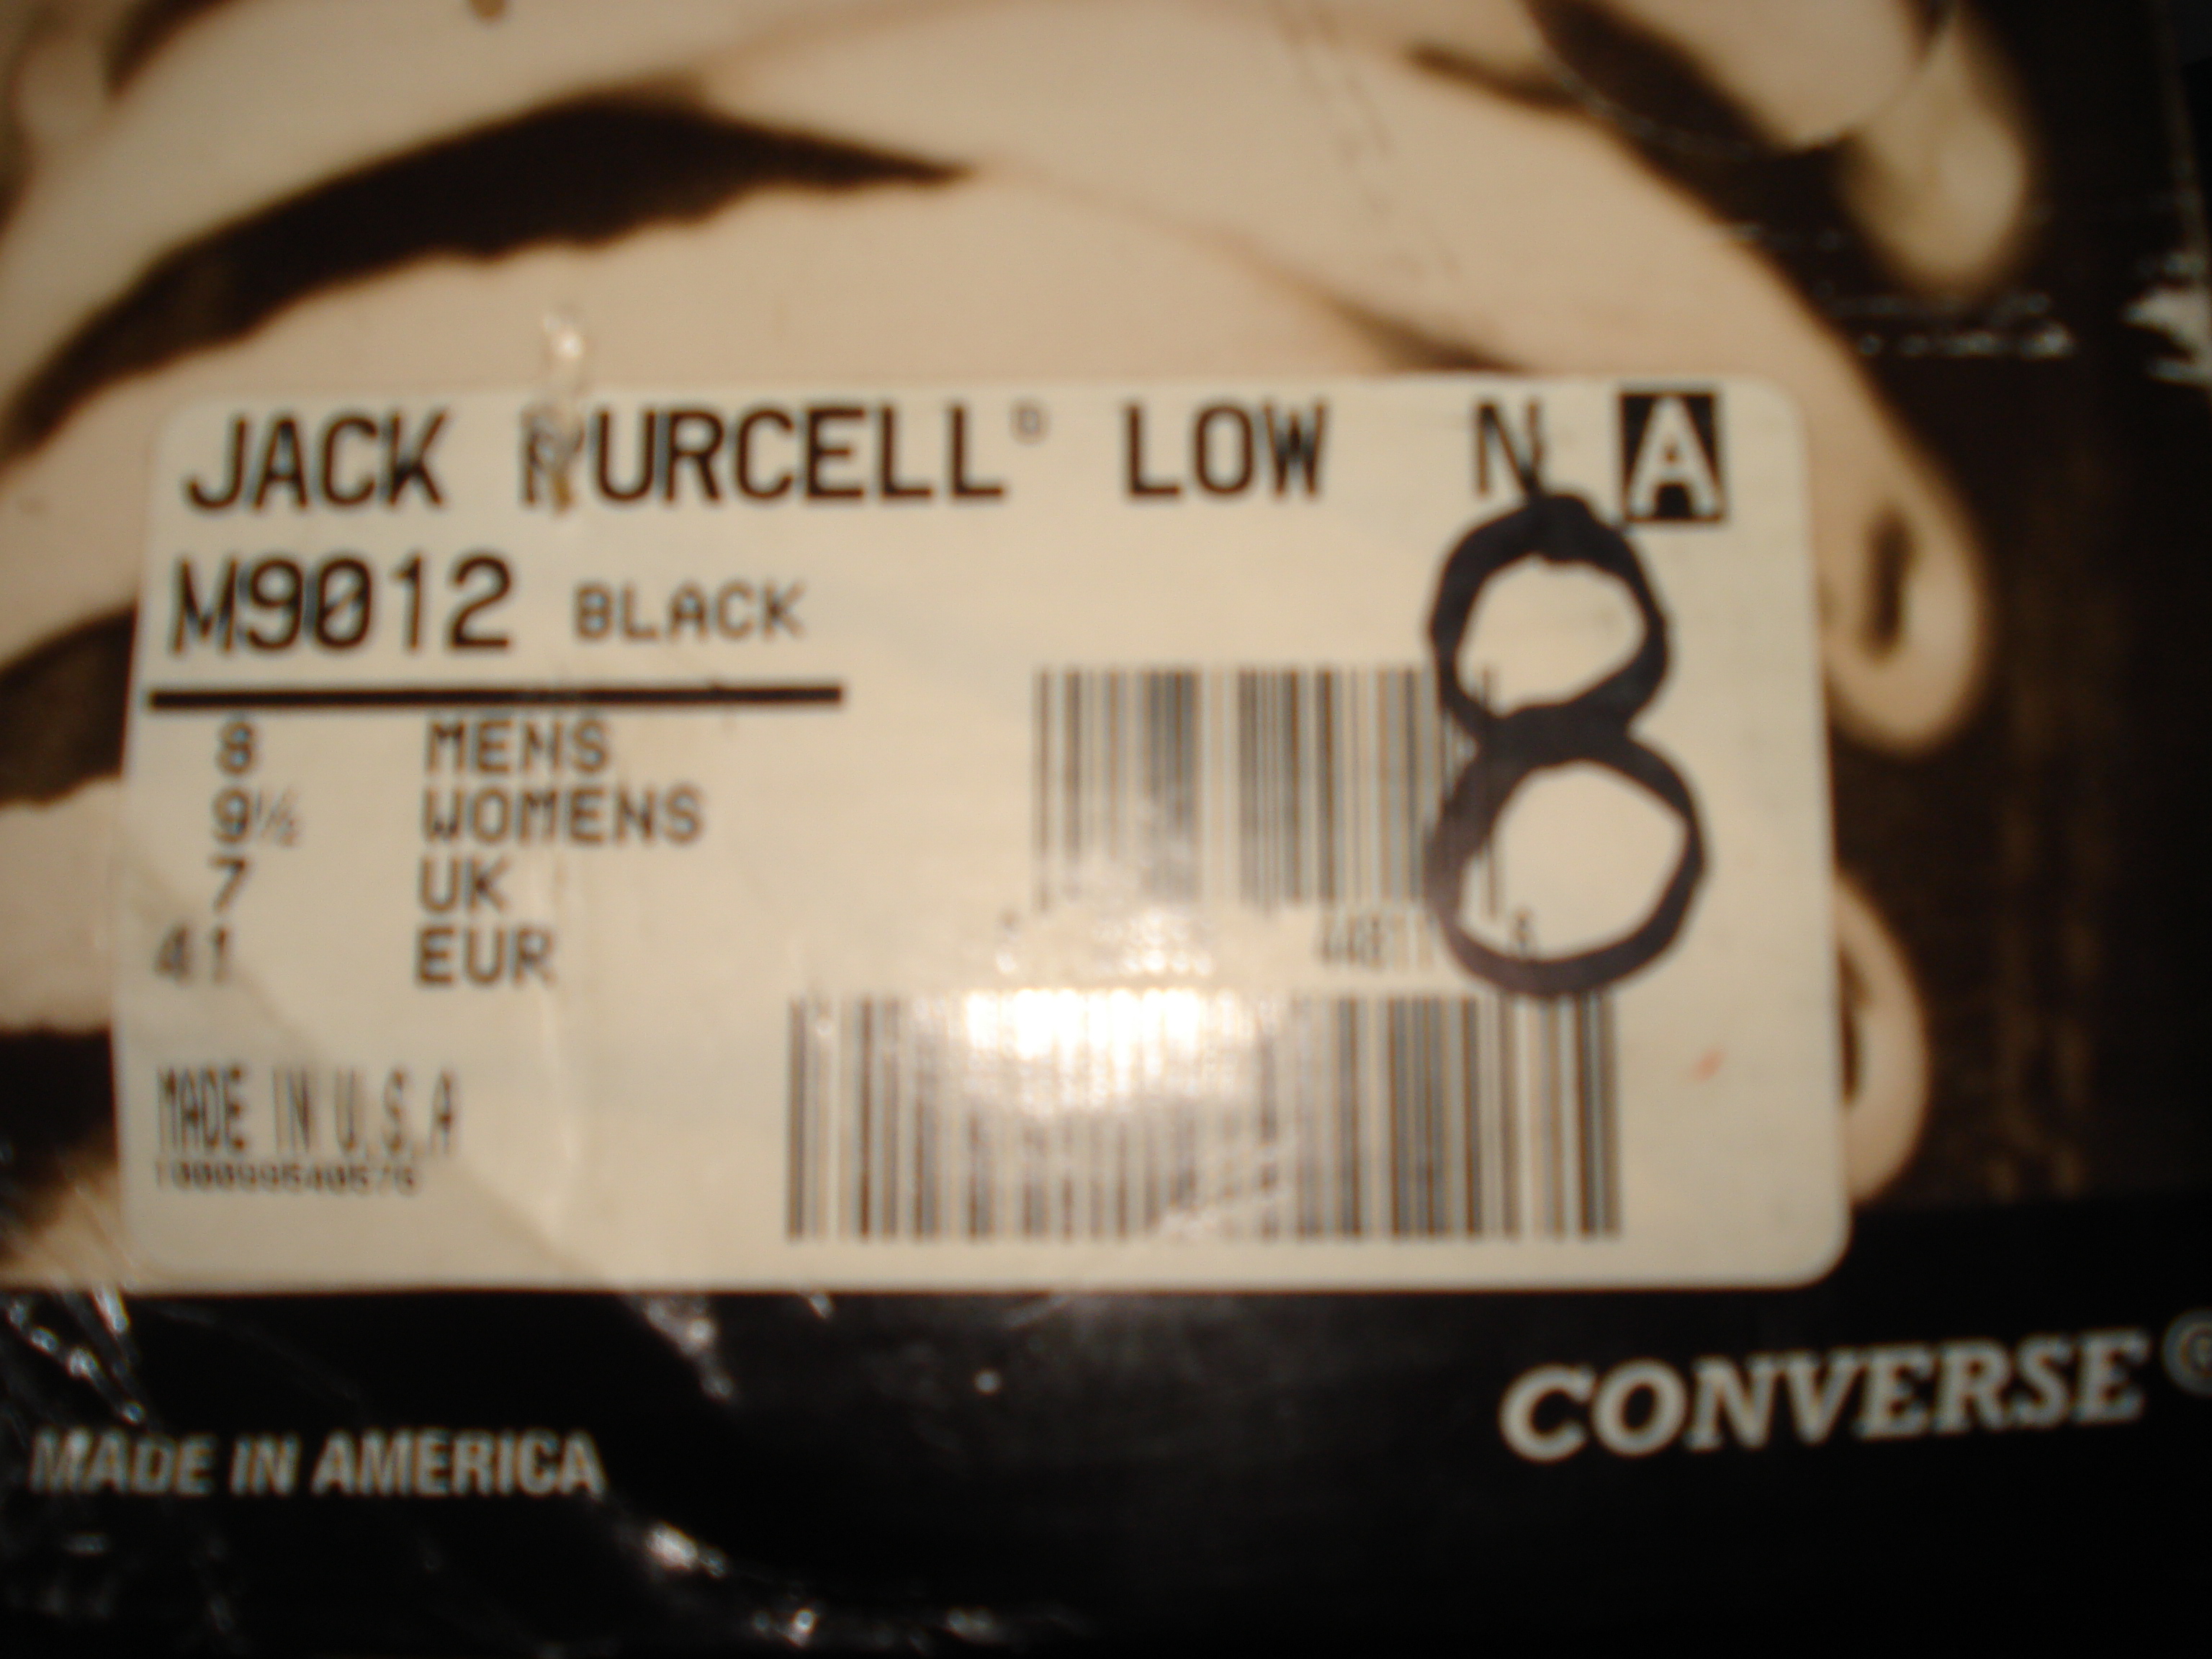 JACK PURCELL® LOW N A
M9012 BLACK
8 MENS
9½ WOMENS
7 UK
41 EUR
8
MADE IN U.S.A
CONVERSE®
MADE IN AMERICA